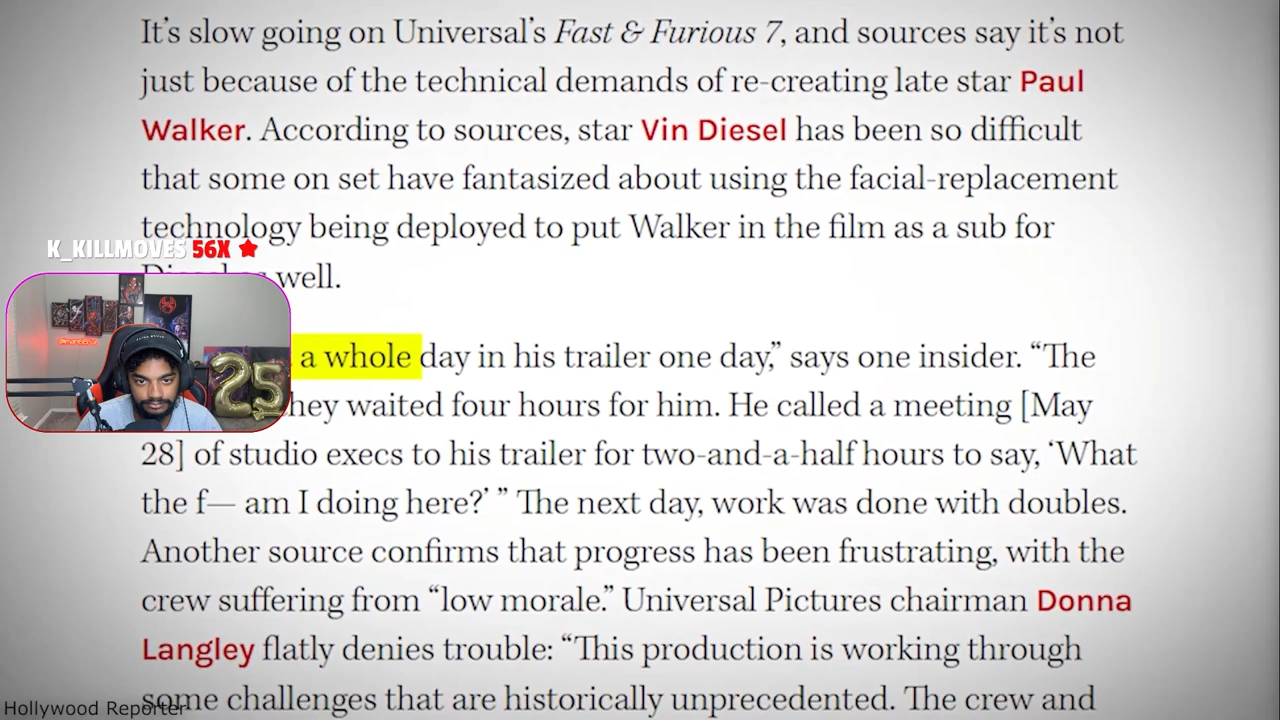 It’s slow going on Universal’s Fast & Furious 7, and sources say it’s not
just because of the technical demands of re-creating late star Paul
Walker. According to sources, star Vin Diesel has been so difficult
that some on set have fantasized about using the facial-replacement
technology being deployed to put Walker in the film as a sub for
K_KILLMOVES 56X
well.
25
a whole day in his trailer one day,” says one insider. “The
hey waited four hours for him. He called a meeting [May
28] of studio execs to his trailer for two-and-a-half hours to say, ‘What
the f— am I doing here?’ ” The next day, work was done with doubles.
Another source confirms that progress has been frustrating, with the
crew suffering from “low morale.” Universal Pictures chairman Donna
Langley flatly denies trouble: “This production is working through
some challenges that are historically unprecedented. The crew and
Hollywood Reporter